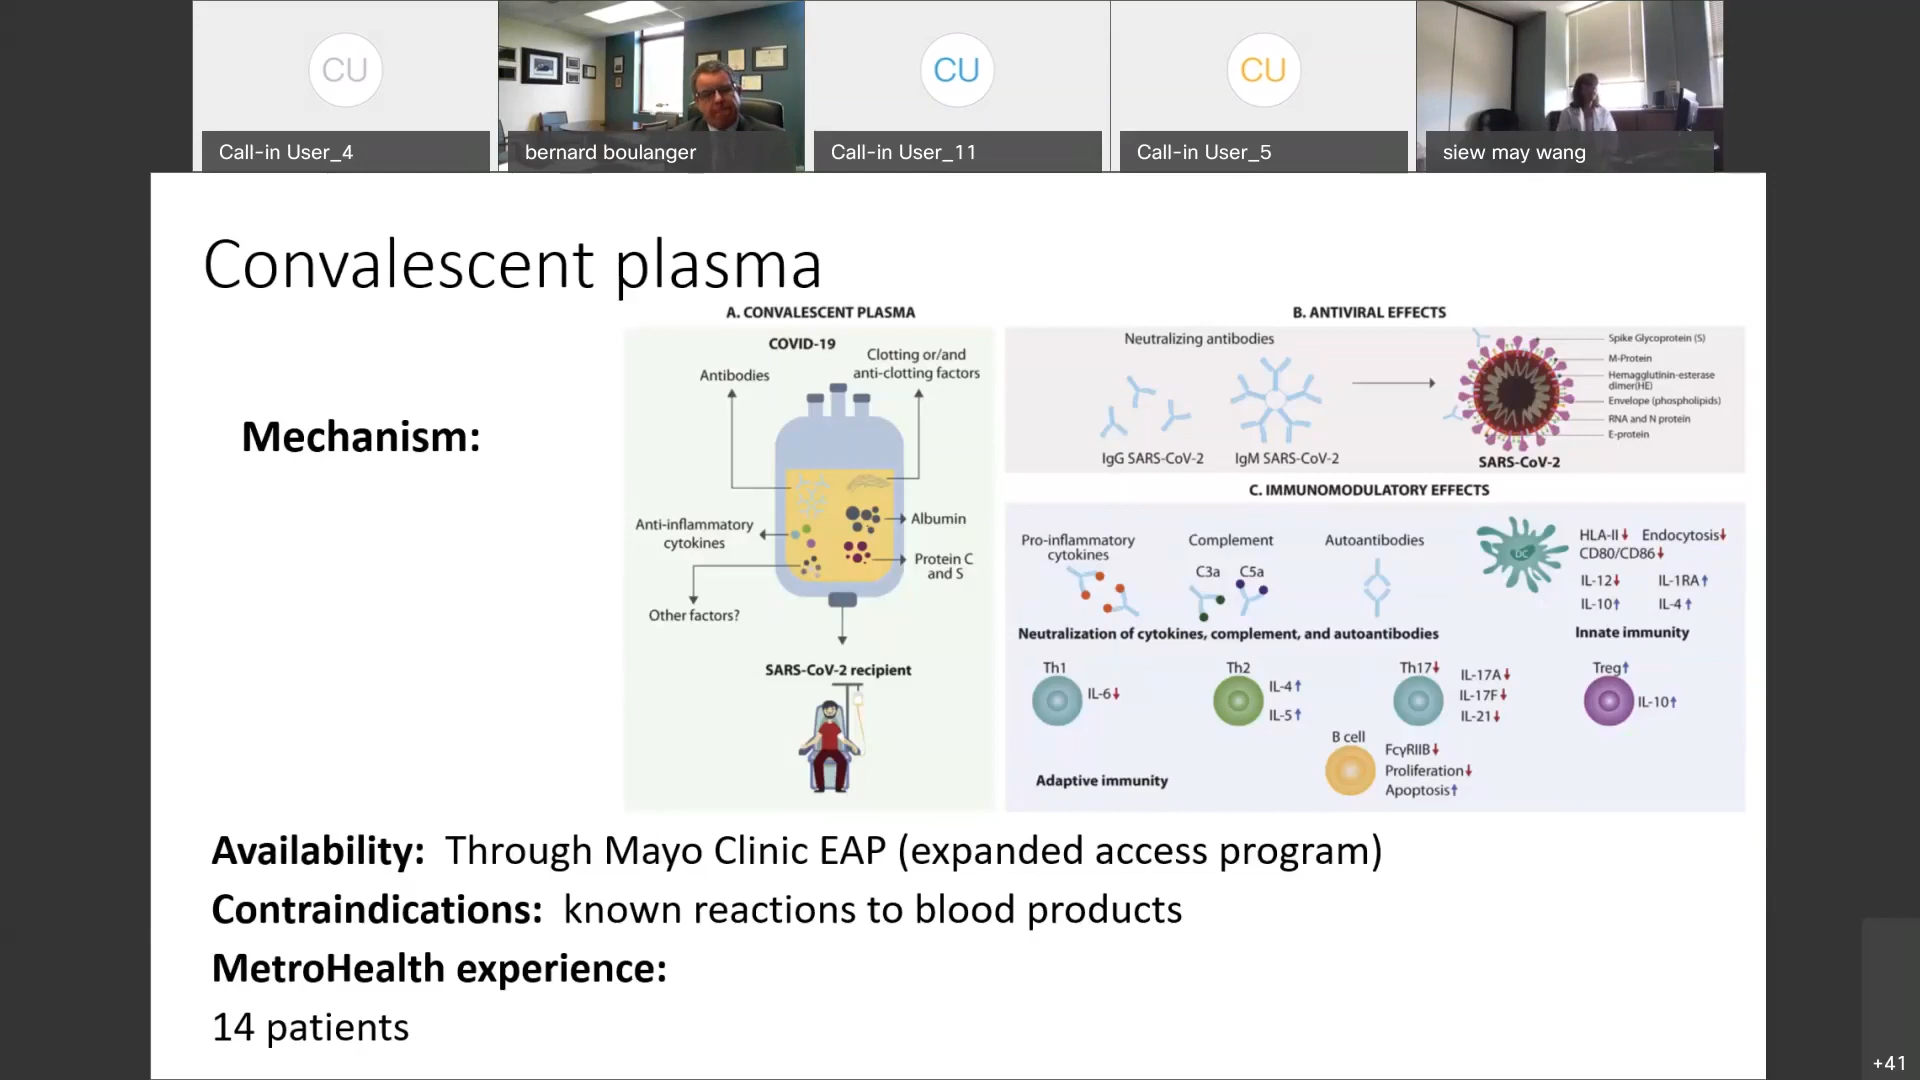 CU
CU
CU
Call-in User_4
bernard boulanger
Call-in User_11
Call-in User_5
siew may wang
Convalescent plasma
Mechanism:
A. CONVALESCENT PLASMA
COVID-19
Antibodies
Clotting or/and
anti-clotting factors
Anti-inflammatory
cytokines
Albumin
Protein C
and S
Other factors?
SARS-CoV-2 recipient
B. ANTIVIRAL EFFECTS
Neutralizing antibodies
IgG SARS-CoV-2
IgM SARS-CoV-2
Spike Glycoprotein (S)
M-Protein
Hemagglutinin-esterase
dimer(HE)
Envelope (phospholipids)
RNA and N protein
E-protein
SARS-CoV-2
C. IMMUNOMODULATORY EFFECTS
Pro-inflammatory
cytokines
Complement
C3a C5a
Autoantibodies
DC
HLA-II↓ Endocytosis↓
CD80/CD86↓
IL-12↓ IL-1RA↑
IL-10↑ IL-4↑
Neutralization of cytokines, complement, and autoantibodies
Innate immunity
Th1
IL-6↓
Th2
IL-4↑
IL-5↑
Th17↓
IL-17A↓
IL-17F↓
IL-21↓
Treg↑
IL-10↑
B cell
FcγRIIB↓
Proliferation↓
Apoptosis↑
Adaptive immunity
Availability: Through Mayo Clinic EAP (expanded access program)
Contraindications: known reactions to blood products
MetroHealth experience:
14 patients
+41